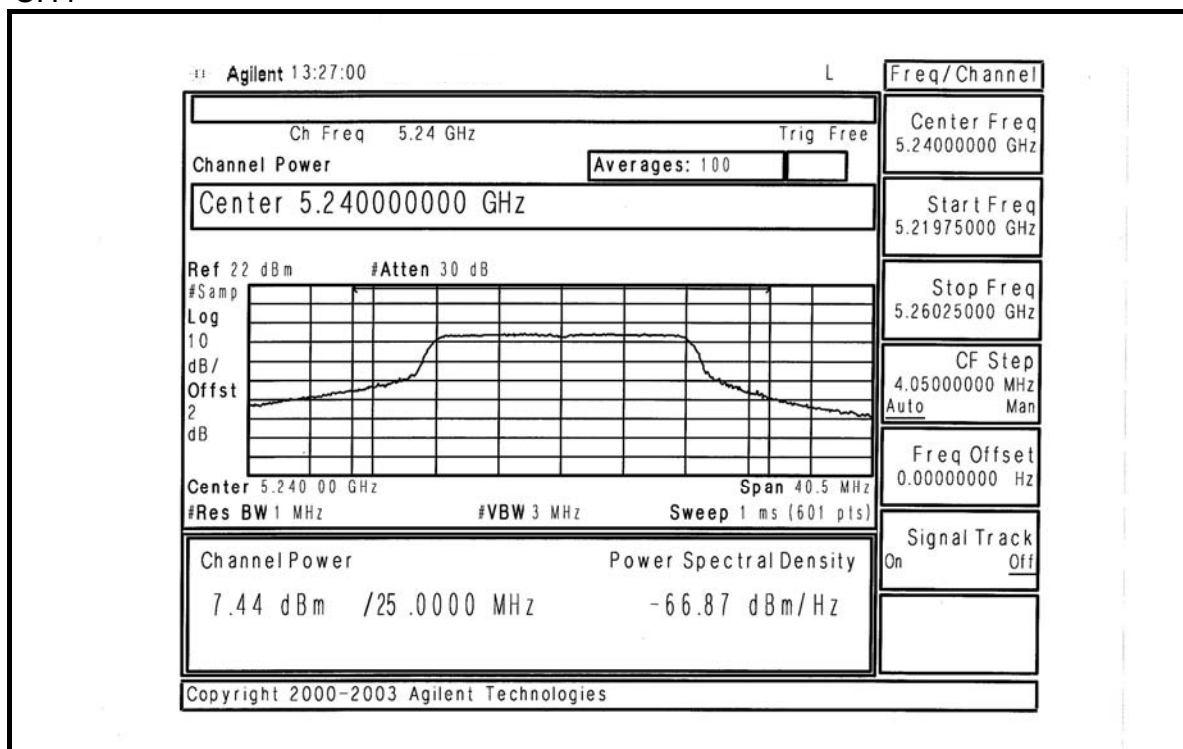 Agilent 13:27:00 L Freq/Channel
Ch Freq 5.24 GHz Trig Free
Channel Power Averages: 100
Center 5.240000000 GHz
Ref 22 dBm #Atten 30 dB
#Samp
Log
10
dB/
Offst
2
dB
Center 5.240 00 GHz Span 40.5 MHz
#Res BW 1 MHz #VBW 3 MHz Sweep 1 ms (601 pts)
Channel Power Power Spectral Density
7.44 dBm /25.0000 MHz -66.87 dBm/Hz
Copyright 2000-2003 Agilent Technologies
Center Freq
5.24000000 GHz
Start Freq
5.21975000 GHz
Stop Freq
5.26025000 GHz
CF Step
4.05000000 MHz
Auto Man
Freq Offset
0.00000000 Hz
Signal Track
On Off